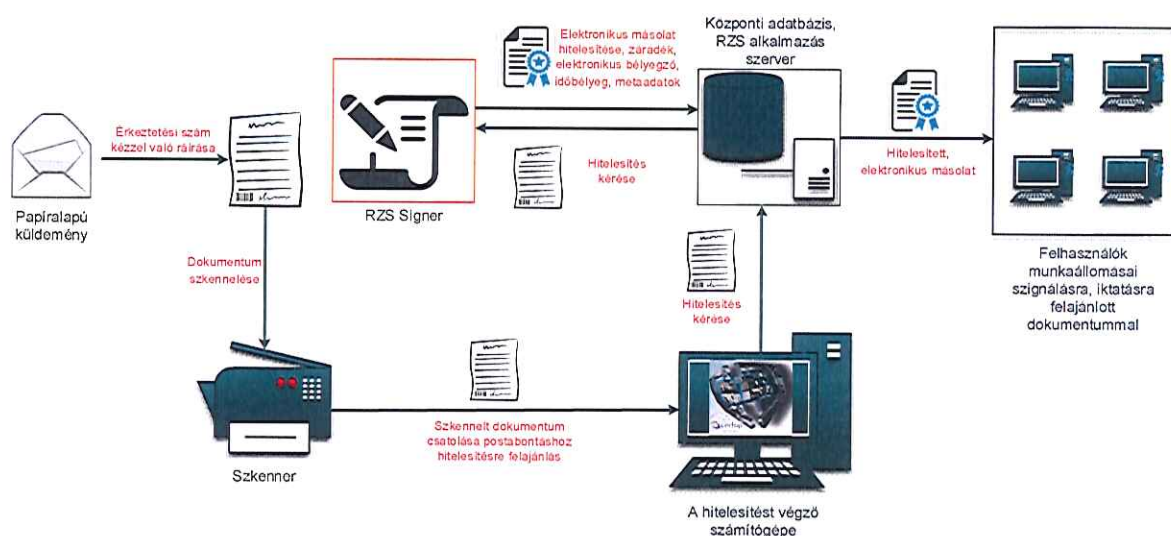 Papíralapú
küldemény
Érkeztetési szám
kézzel való ráírása
Dokumentum
szkennelése
Szkenner
Szkennelt dokumentum
csatolása postabontáshoz
hitelesítésre felajánlás
A hitelesítést végző
számítógépe
Hitelesítés
kérése
RZS Signer
Hitelesítés
kérése
Elektronikus másolat
hitelesítése, záradék,
elektronikus bélyegző,
időbélyeg, metaadatok
Központi adatbázis,
RZS alkalmazás
szerver
Hitelesített,
elektronikus másolat
Felhasználók
munkaállomásai
szignálásra, iktatásra
felajánlott
dokumentummal